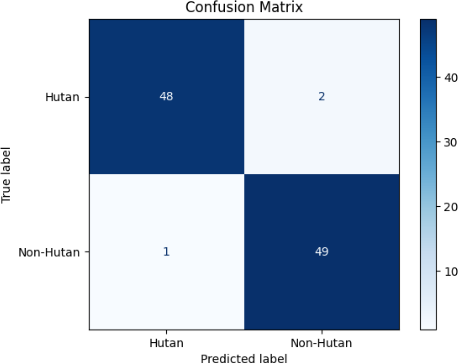 Confusion Matrix
True label
Hutan
48
2
40
30
20
10
Non-Hutan
1
49
Hutan
Non-Hutan
Predicted label